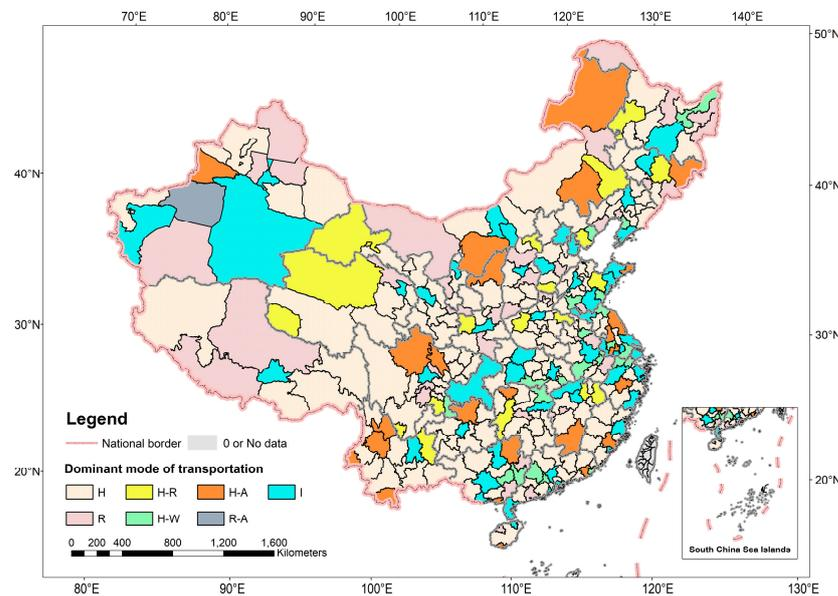 70°E 80°E 90°E 100°E 110°E 120°E 130°E 140°E
50°N
40°N 40°N
30°N 30°N
20°N 20°N
Legend
National border 0 or No data
Dominant mode of transportation
H H-R H-A I
R H-W R-A
0 200 400 800 1,200 1,600
Kilometers
South China Sea Islands
80°E 90°E 100°E 110°E 120°E 130°E